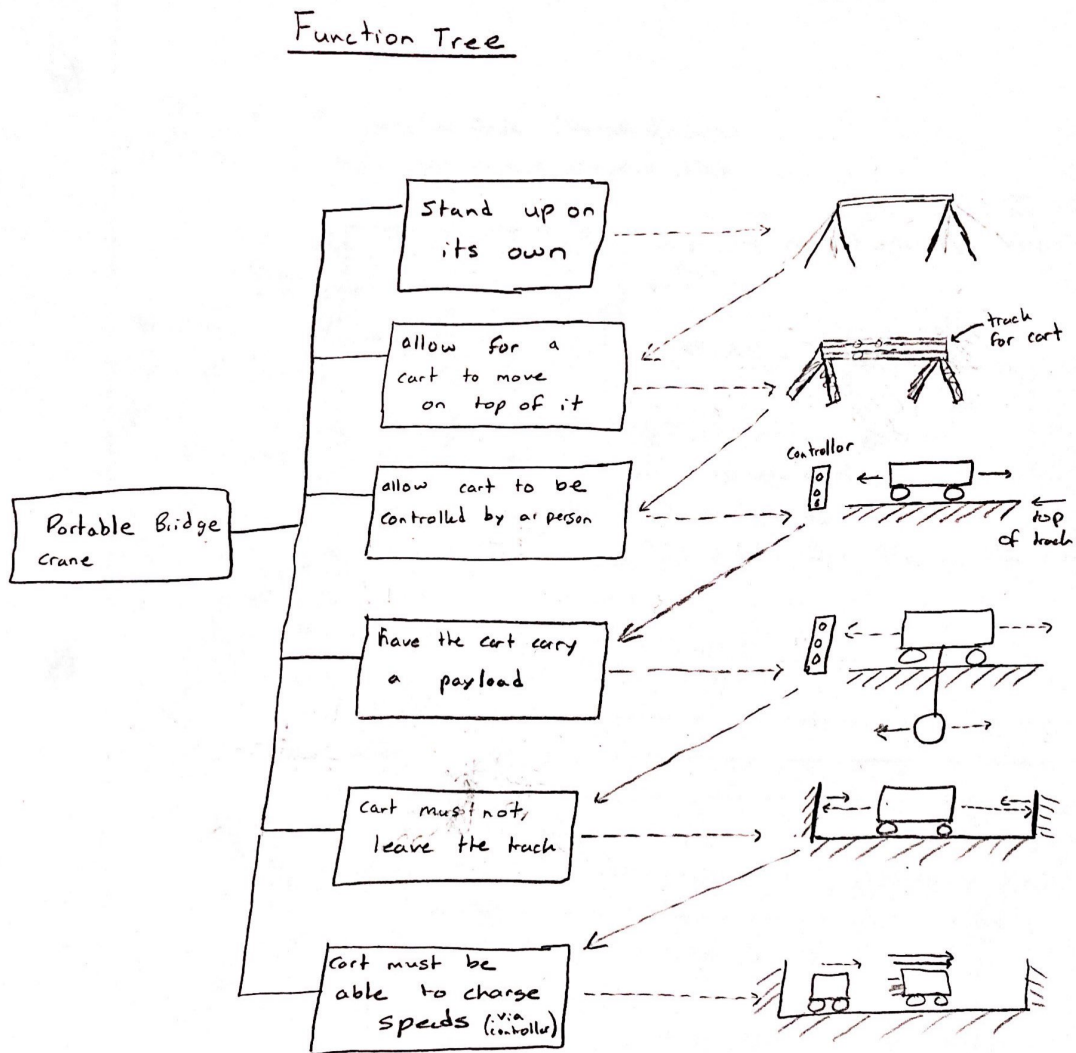 Function Tree
Stand up on
its own
allow for a
cart to move
on top of it
track
for cart
allow cart to be
controlled by a person
Controller
top
of track
Portable Bridge
crane
have the cart carry
a payload
cart must not
leave the track
cart must be
able to change
speeds (via
controller)